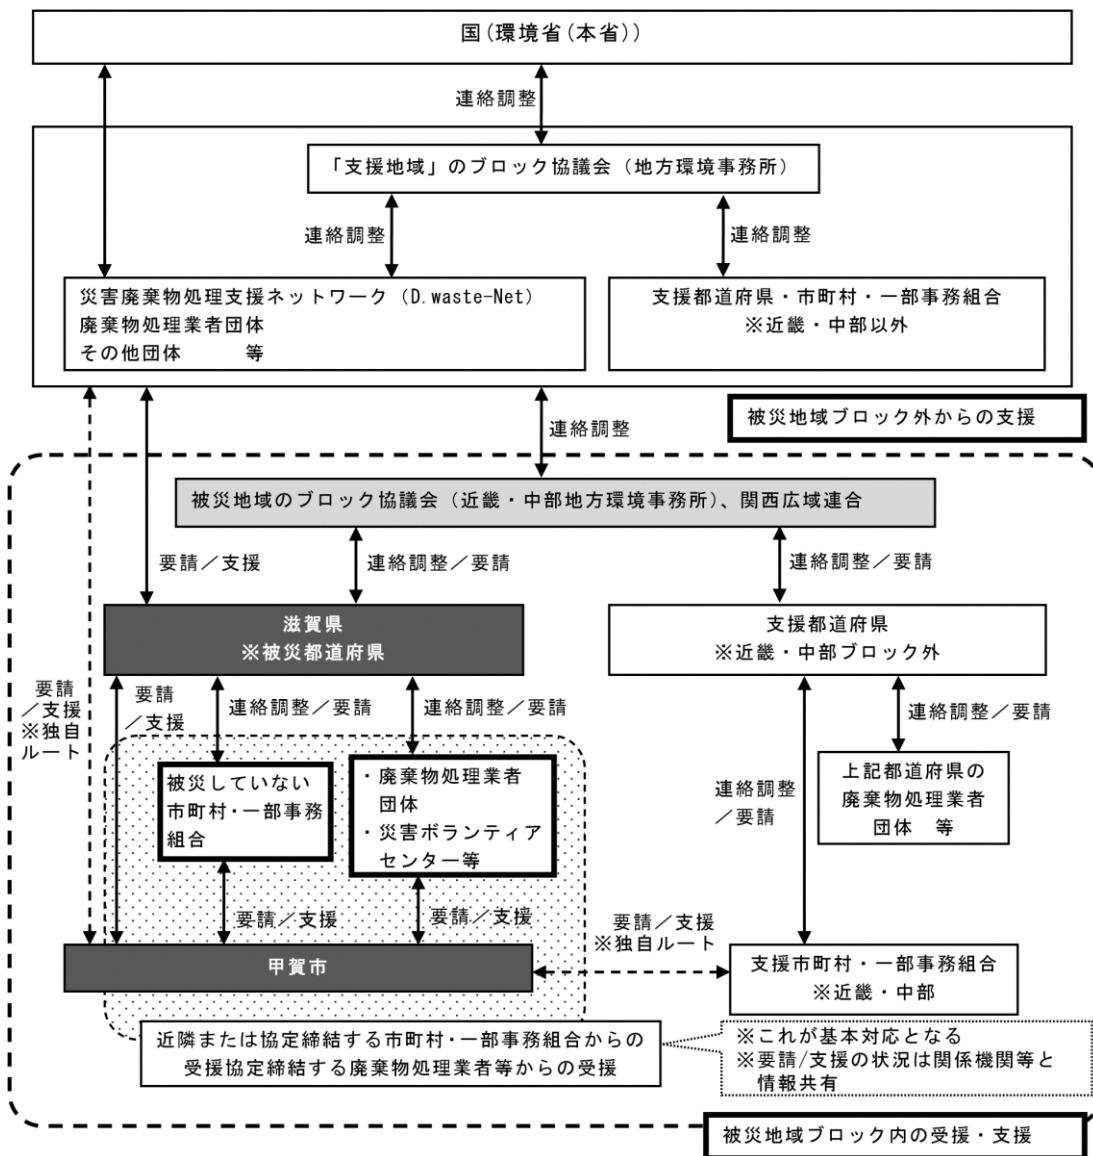 国(環境省(本省))
連絡調整
「支援地域」のブロック協議会(地方環境事務所)
連絡調整
連絡調整
災害廃棄物処理支援ネットワーク(D.waste-Net)
廃棄物処理業者団体
その他団体　　等
支援都道府県・市町村・一部事務組合
※近畿・中部以外
被災地域ブロック外からの支援
連絡調整
被災地域のブロック協議会(近畿・中部地方環境事務所)、関西広域連合
要請／支援
連絡調整／要請
連絡調整／要請
滋賀県
※被災都道府県
支援都道府県
※近畿・中部ブロック外
要請
／支援
※独自
ルート
要請
／支援
連絡調整／要請
連絡調整／要請
連絡調整／要請
被災していない
市町村・一部事務
組合
・廃棄物処理業者
団体
・災害ボランティア
センター等
連絡調整
／要請
上記都道府県の
廃棄物処理業者
団体　等
要請／支援
要請／支援
要請／支援
※独自ルート
甲賀市
支援市町村・一部事務組合
※近畿・中部
近隣または協定締結する市町村・一部事務組合からの
受援協定締結する廃棄物処理業者等からの受援
※これが基本対応となる
※要請/支援の状況は関係機関等と
情報共有
被災地域ブロック内の受援・支援